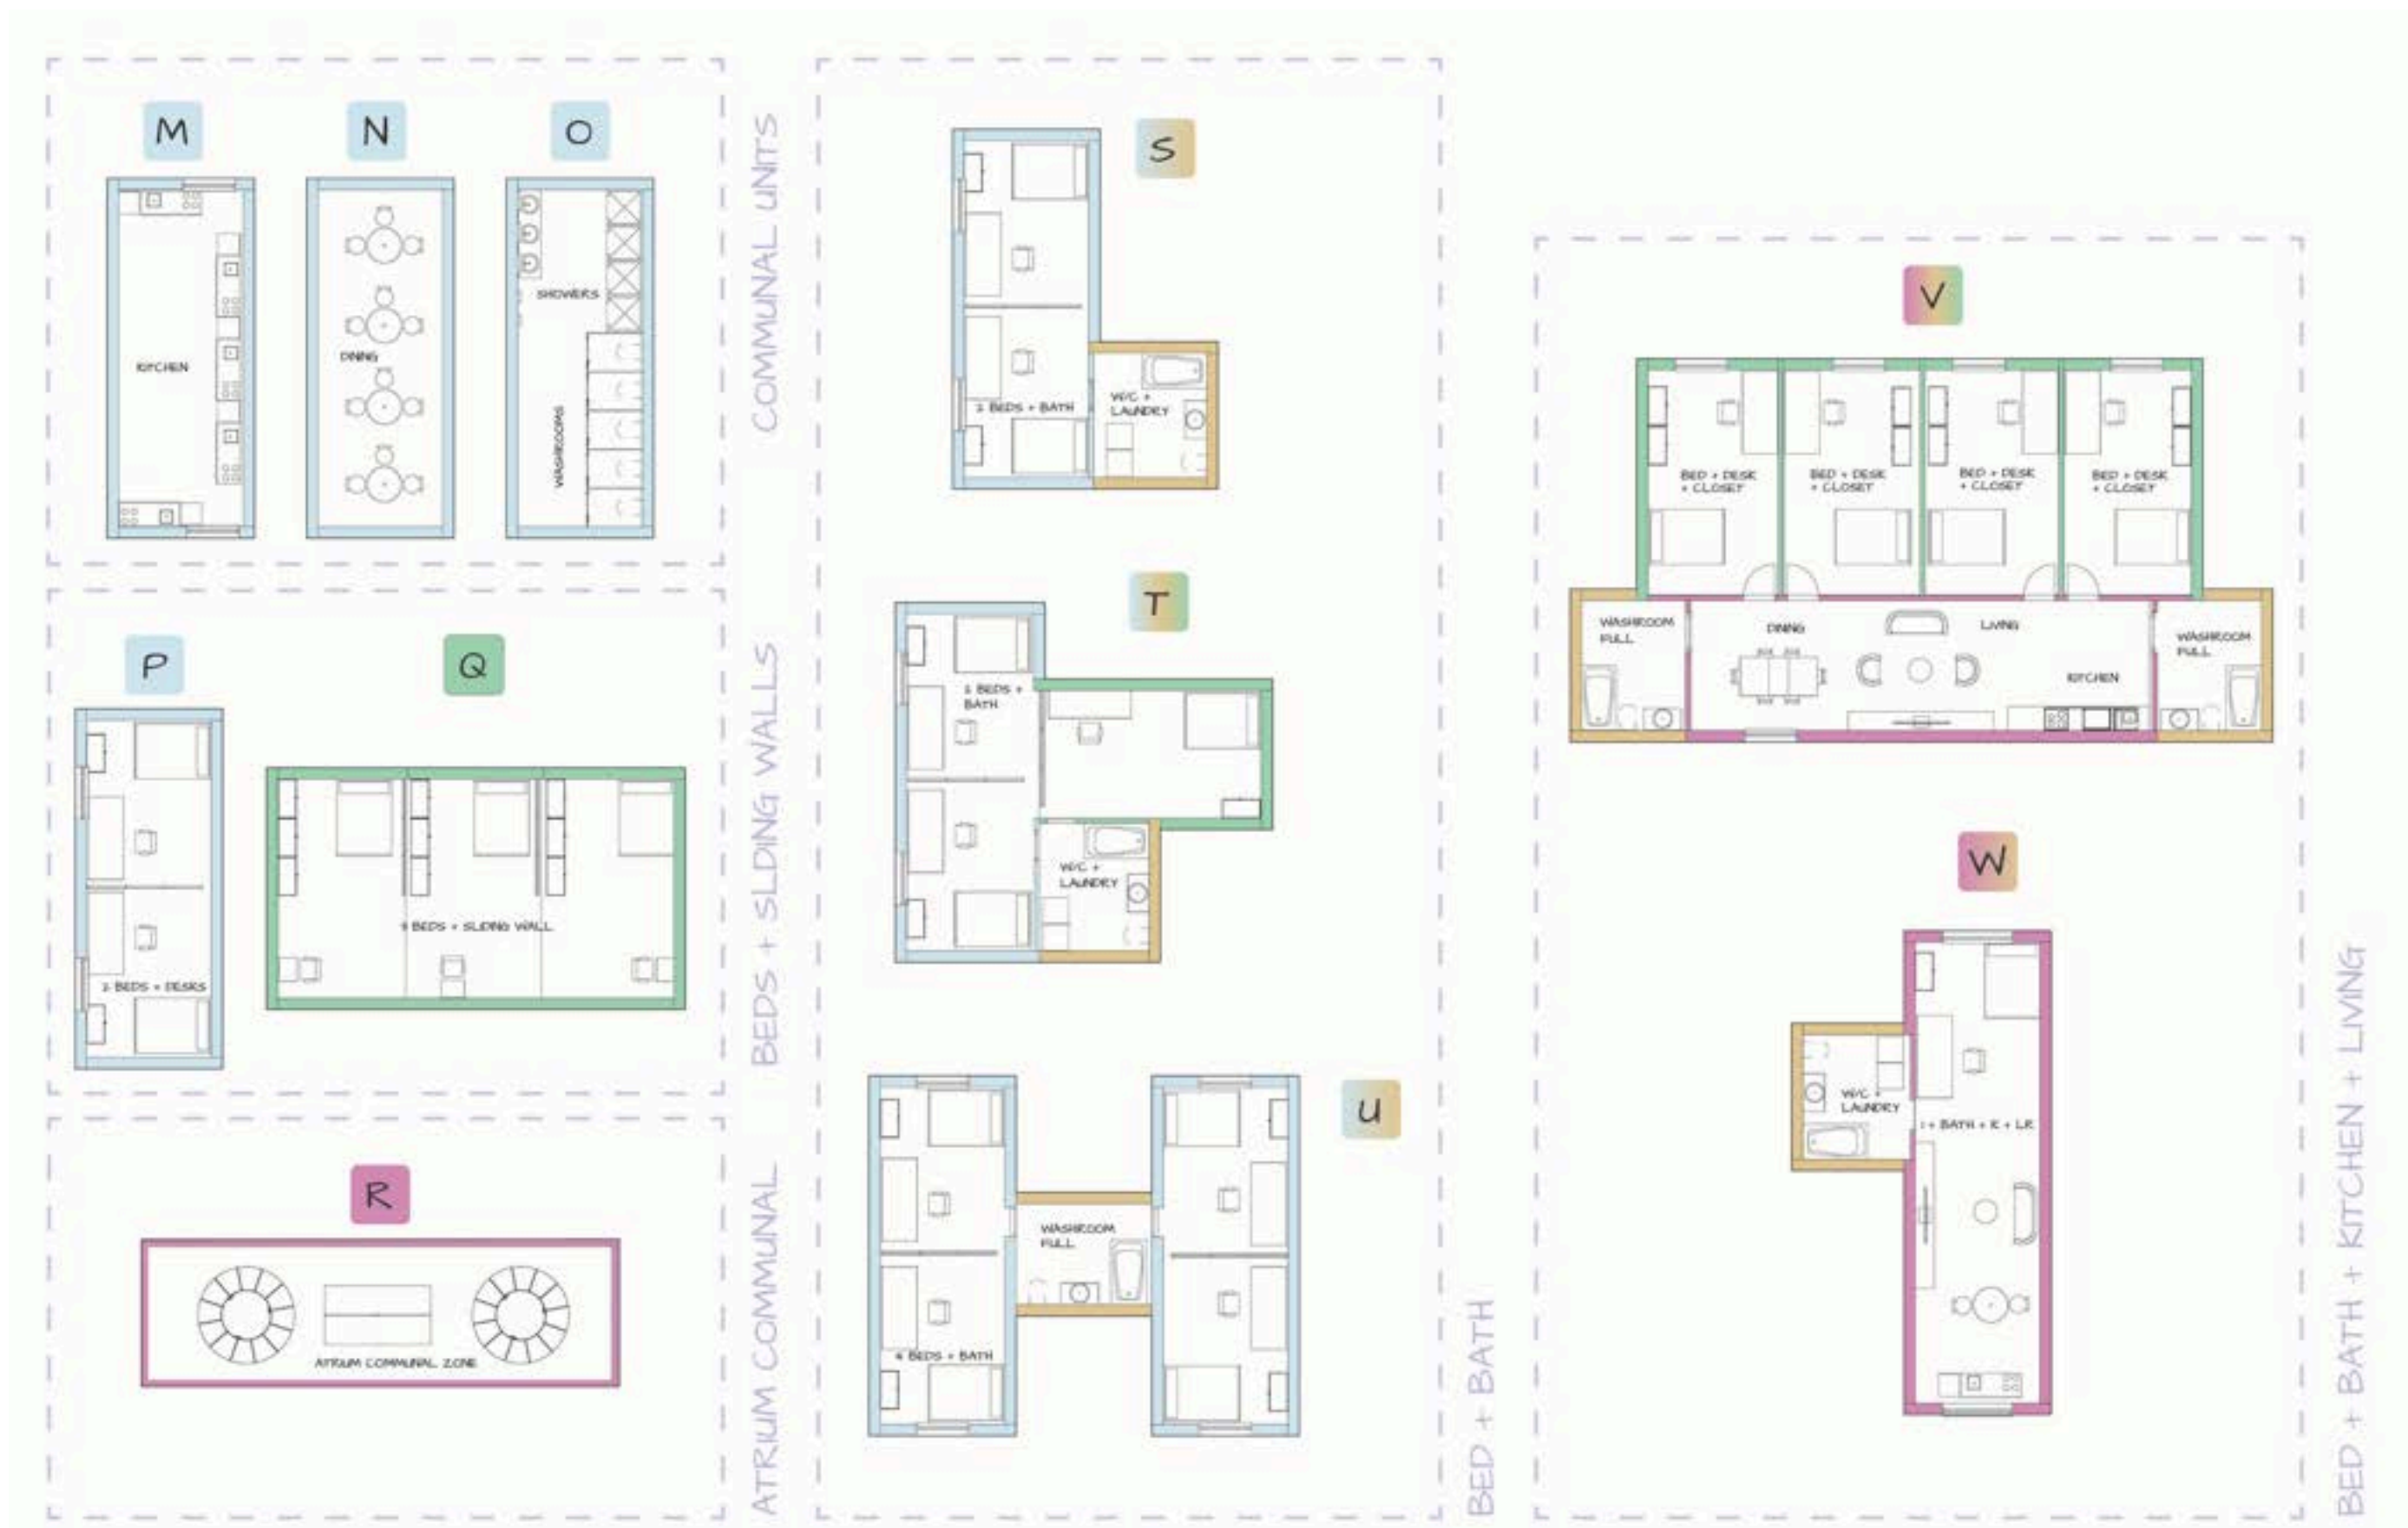 M
N
O
KITCHEN
DINING
SHOWERS
WASHROOMS
COMMUNAL UNITS
P
Q
2 BEDS + DESKS
BEDS + SLIDING WALL
BEDS + SLDING WALLS
R
ATRIUM COMMUNAL ZONE
ATRIUM COMMUNAL
S
2 BEDS + BATH
W/C +
LAUNDRY
T
BEDS +
BATH
W/C +
LAUNDRY
U
WASHROOM
FULL
4 BEDS + BATH
BED + BATH
V
BED + DESK
+ CLOSET
BED + DESK
+ CLOSET
BED + DESK
+ CLOSET
BED + DESK
+ CLOSET
WASHROOM
FULL
DINING
LIVING
KITCHEN
WASHROOM
FULL
W
W/C +
LAUNDRY
1 + BATH + K + LR
BED + BATH + KITCHEN + LIVING